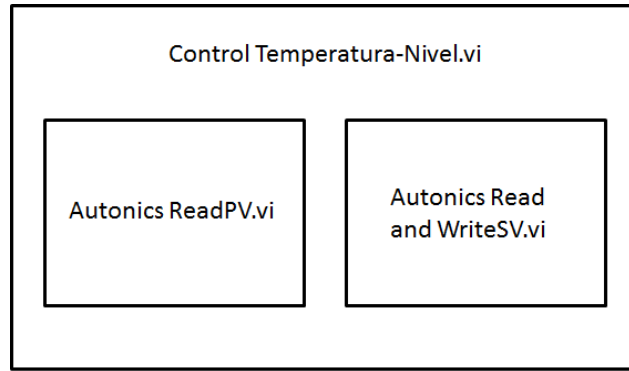 Control Temperatura-Nivel.vi
Autonics ReadPV.vi
Autonics Read
and WriteSV.vi